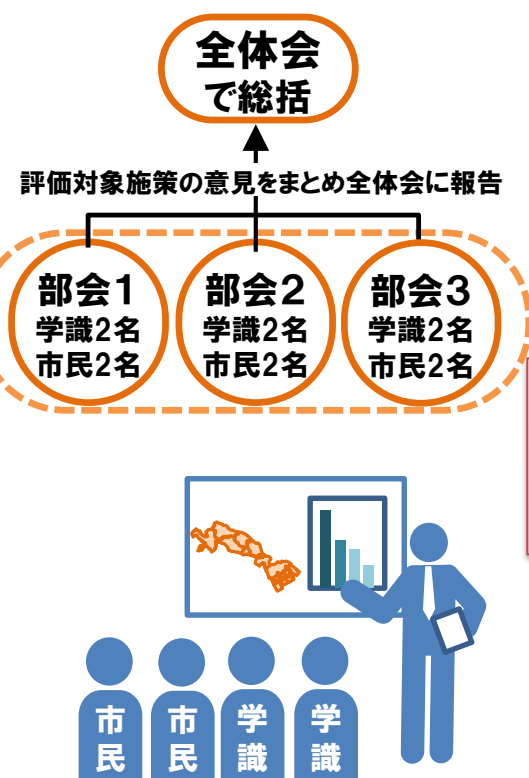 全体会
で総括
評価対象施策の意見をまとめ全体会に報告
部会1
学識2名
市民2名
部会2
学識2名
市民2名
部会3
学識2名
市民2名
市民
市民
学識
学識